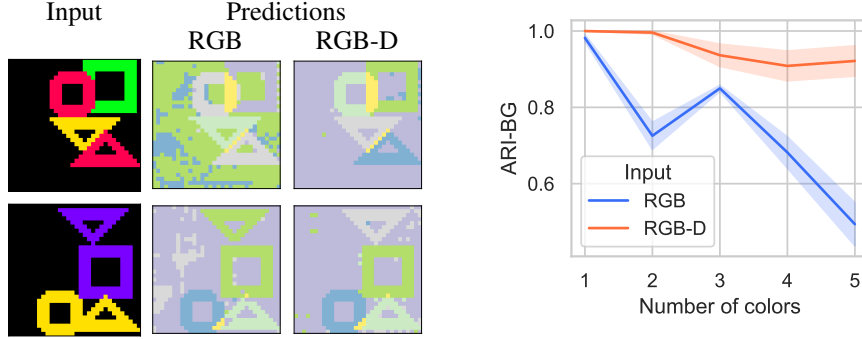 Input
Predictions
RGB
RGB-D
ARI-BG
1.0
0.8
0.6
Input
RGB
RGB-D
1 2 3 4 5
Number of colors